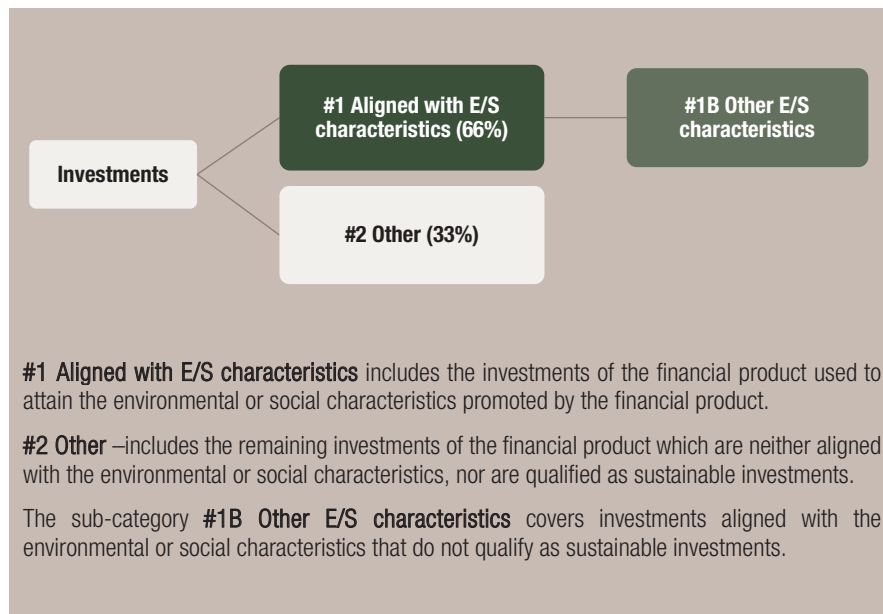 #1 Aligned with E/S
characteristics (66%)
#1B Other E/S
characteristics
Investments
#2 Other (33%)
#1 Aligned with E/S characteristics includes the investments of the financial product used to
attain the environmental or social characteristics promoted by the financial product.
#2 Other –includes the remaining investments of the financial product which are neither aligned
with the environmental or social characteristics, nor are qualified as sustainable investments.
The sub-category #1B Other E/S characteristics covers investments aligned with the
environmental or social characteristics that do not qualify as sustainable investments.